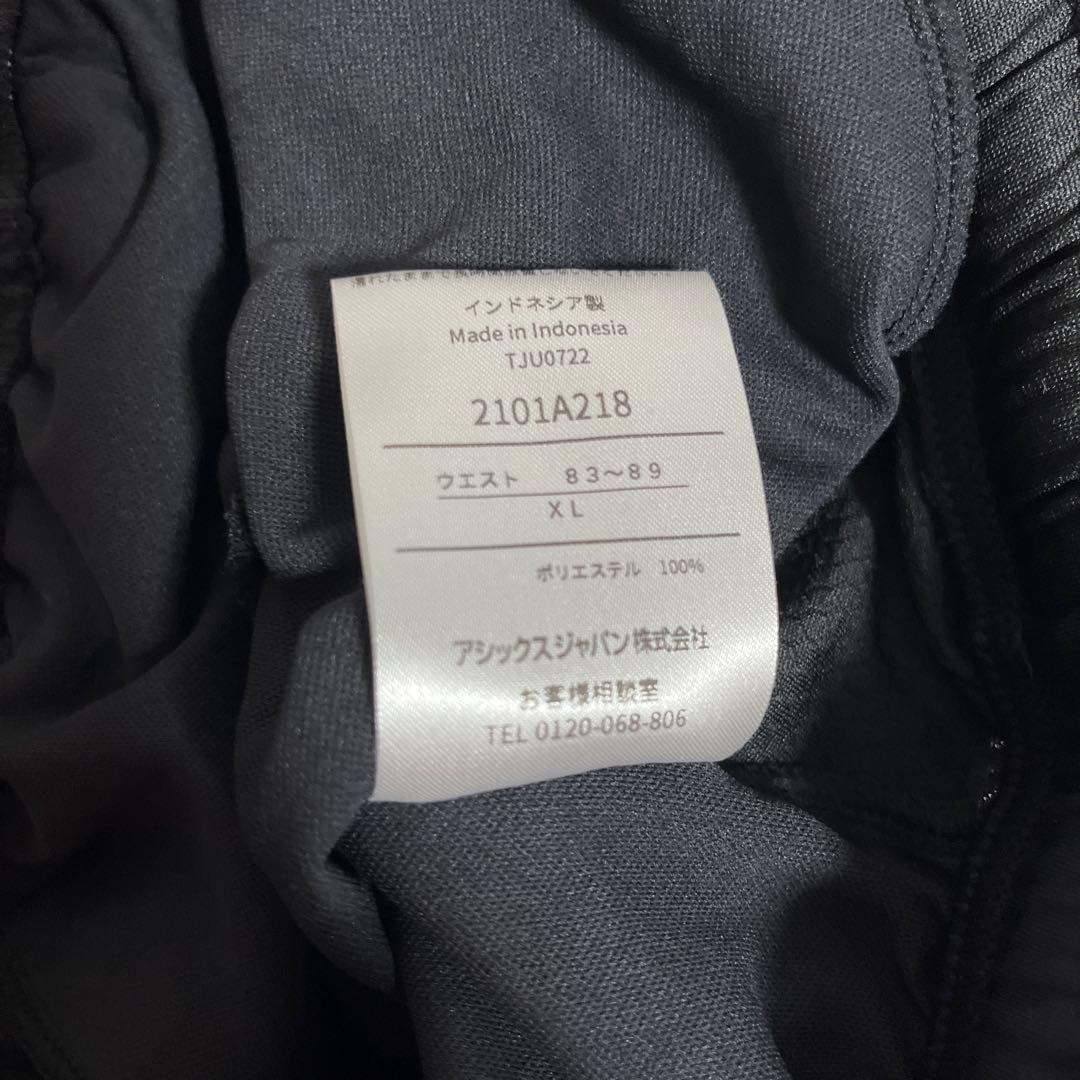 インドネシア製
Made in Indonesia
TJU0722
2101A218
ウエスト 83〜89
XL
ポリエステル 100%
アシックスジャパン株式会社
お客様相談室
TEL 0120-068-806